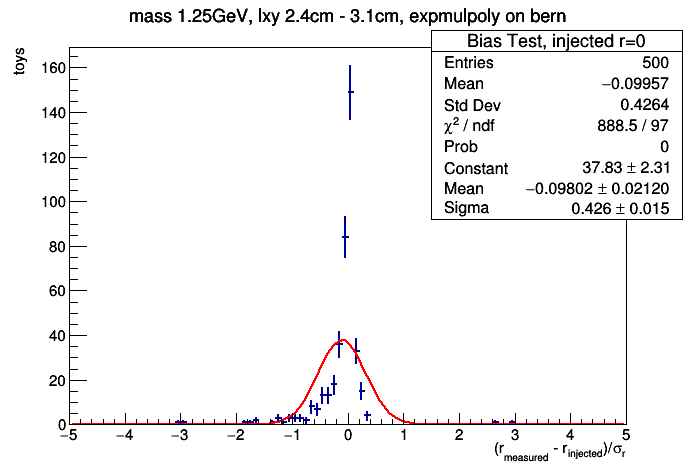 mass 1.25GeV, lxy 2.4cm - 3.1cm, expmulpoly on bern
Bias Test, injected r=0
Entries 500
Mean −0.09957
Std Dev 0.4264
χ² / ndf 888.5 / 97
Prob 0
Constant 37.83 ± 2.31
Mean −0.09802 ± 0.02120
Sigma 0.426 ± 0.015
toys
160
140
120
100
80
60
40
20
0
−5 −4 −3 −2 −1 0 1 2 3 4 5
(r_measured - r_injected)/σ_r